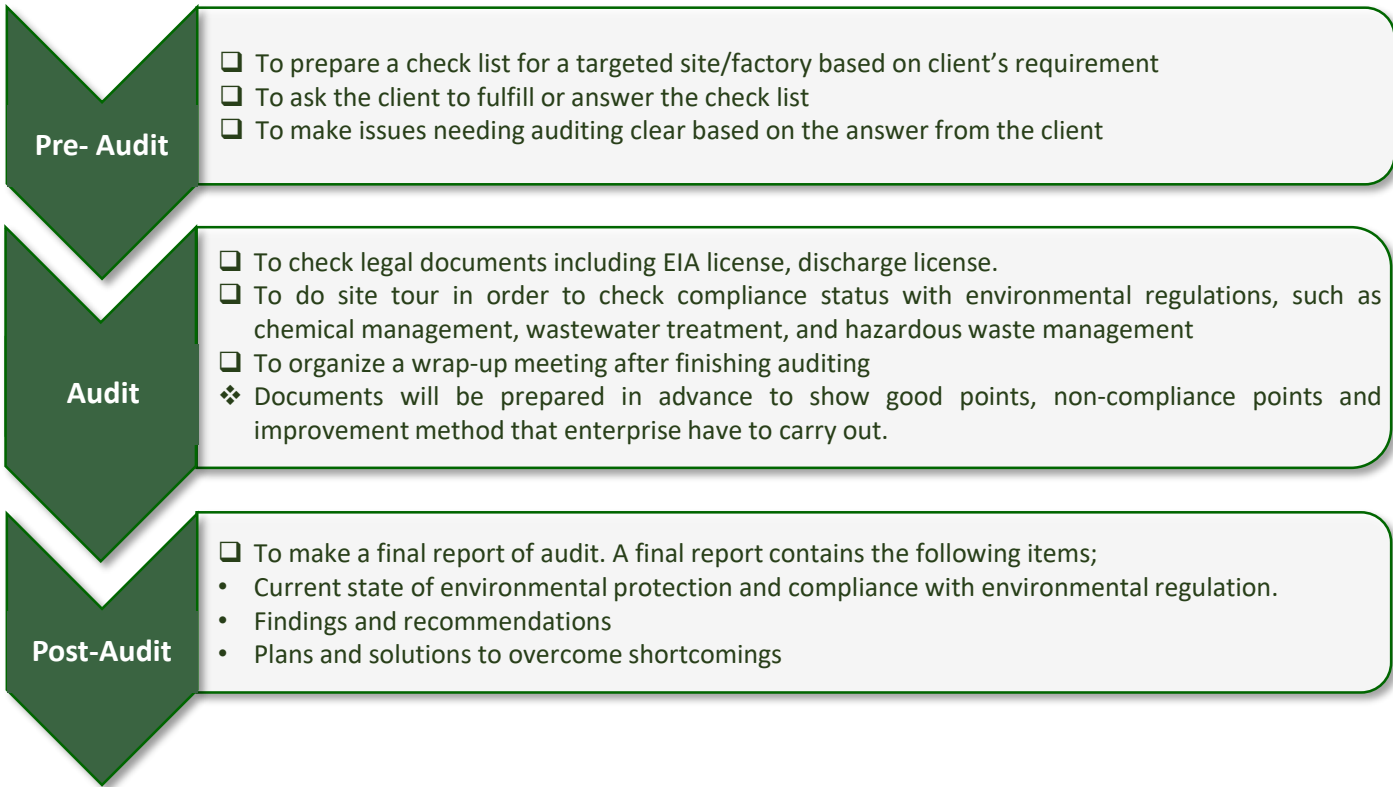 Pre- Audit
❑ To prepare a check list for a targeted site/factory based on client’s requirement
❑ To ask the client to fulfill or answer the check list
❑ To make issues needing auditing clear based on the answer from the client
Audit
❑ To check legal documents including EIA license, discharge license.
❑ To do site tour in order to check compliance status with environmental regulations, such as
chemical management, wastewater treatment, and hazardous waste management
❑ To organize a wrap-up meeting after finishing auditing
❖ Documents will be prepared in advance to show good points, non-compliance points and
improvement method that enterprise have to carry out.
Post-Audit
❑ To make a final report of audit. A final report contains the following items;
• Current state of environmental protection and compliance with environmental regulation.
• Findings and recommendations
• Plans and solutions to overcome shortcomings